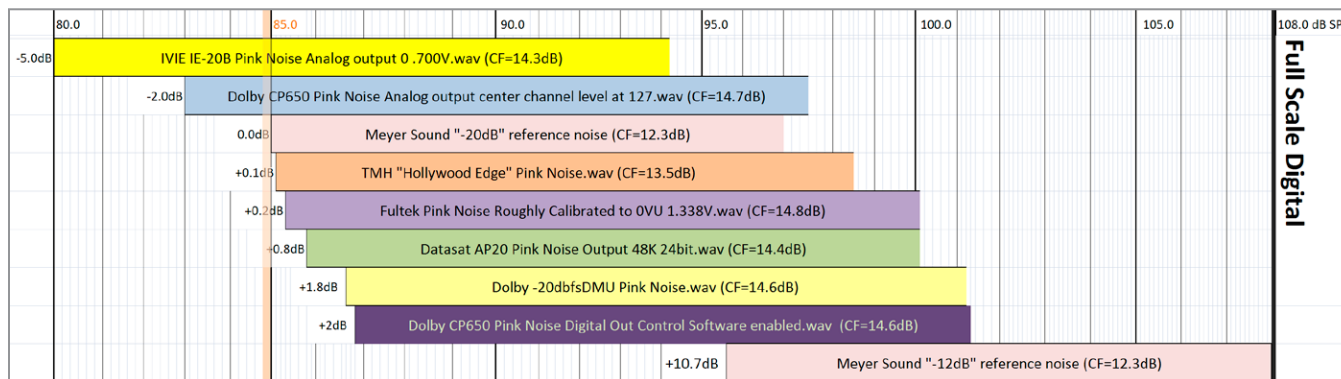 80.0 85.0 90.0 95.0 100.0 105.0 108.0 dB SP
-5.0dB IVIE IE-20B Pink Noise Analog output 0 .700V.wav (CF=14.3dB)
-2.0dB Dolby CP650 Pink Noise Analog output center channel level at 127.wav (CF=14.7dB)
0.0dB Meyer Sound "-20dB" reference noise (CF=12.3dB)
+0.1dB TMH "Hollywood Edge" Pink Noise.wav (CF=13.5dB)
+0.2dB Fultek Pink Noise Roughly Calibrated to 0VU 1.338V.wav (CF=14.8dB)
+0.8dB Datasat AP20 Pink Noise Output 48K 24bit.wav (CF=14.4dB)
+1.8dB Dolby -20dbfsDMU Pink Noise.wav (CF=14.6dB)
+2dB Dolby CP650 Pink Noise Digital Out Control Software enabled.wav (CF=14.6dB)
+10.7dB Meyer Sound "-12dB" reference noise (CF=12.3dB)
Full Scale Digital